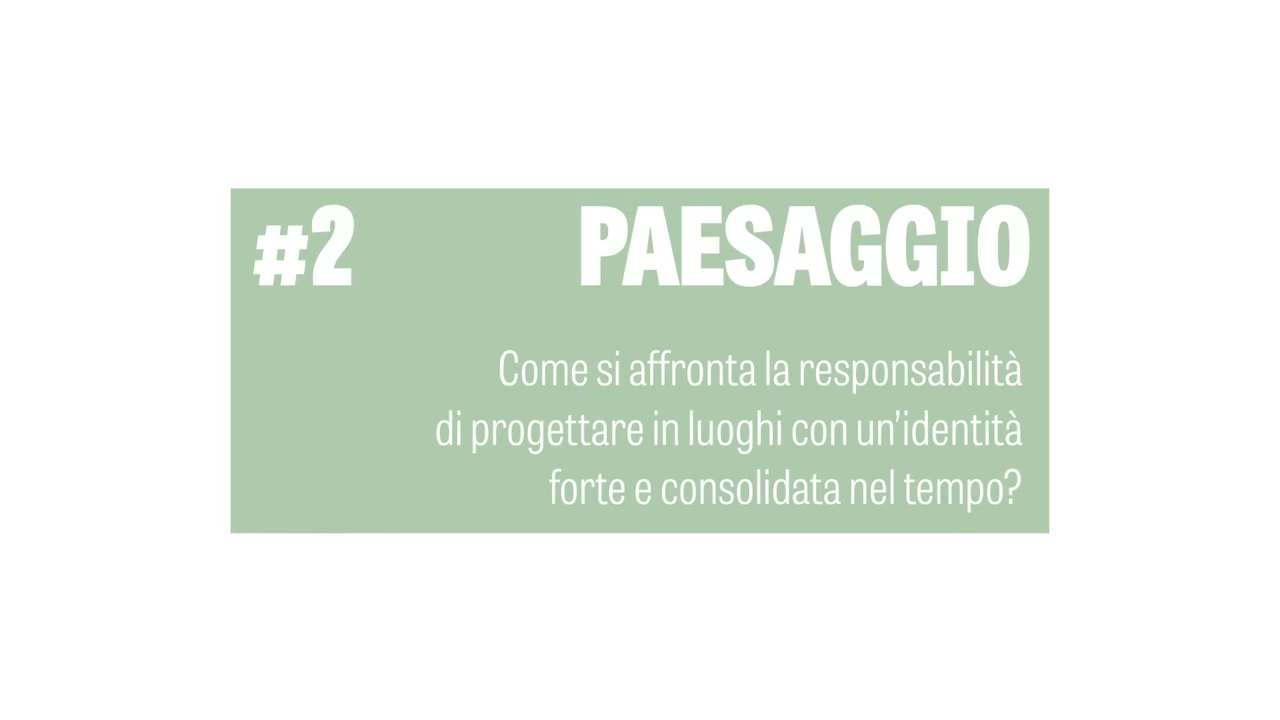 #2 PAESAGGIO
Come si affronta la responsabilità
di progettare in luoghi con un’identità
forte e consolidata nel tempo?